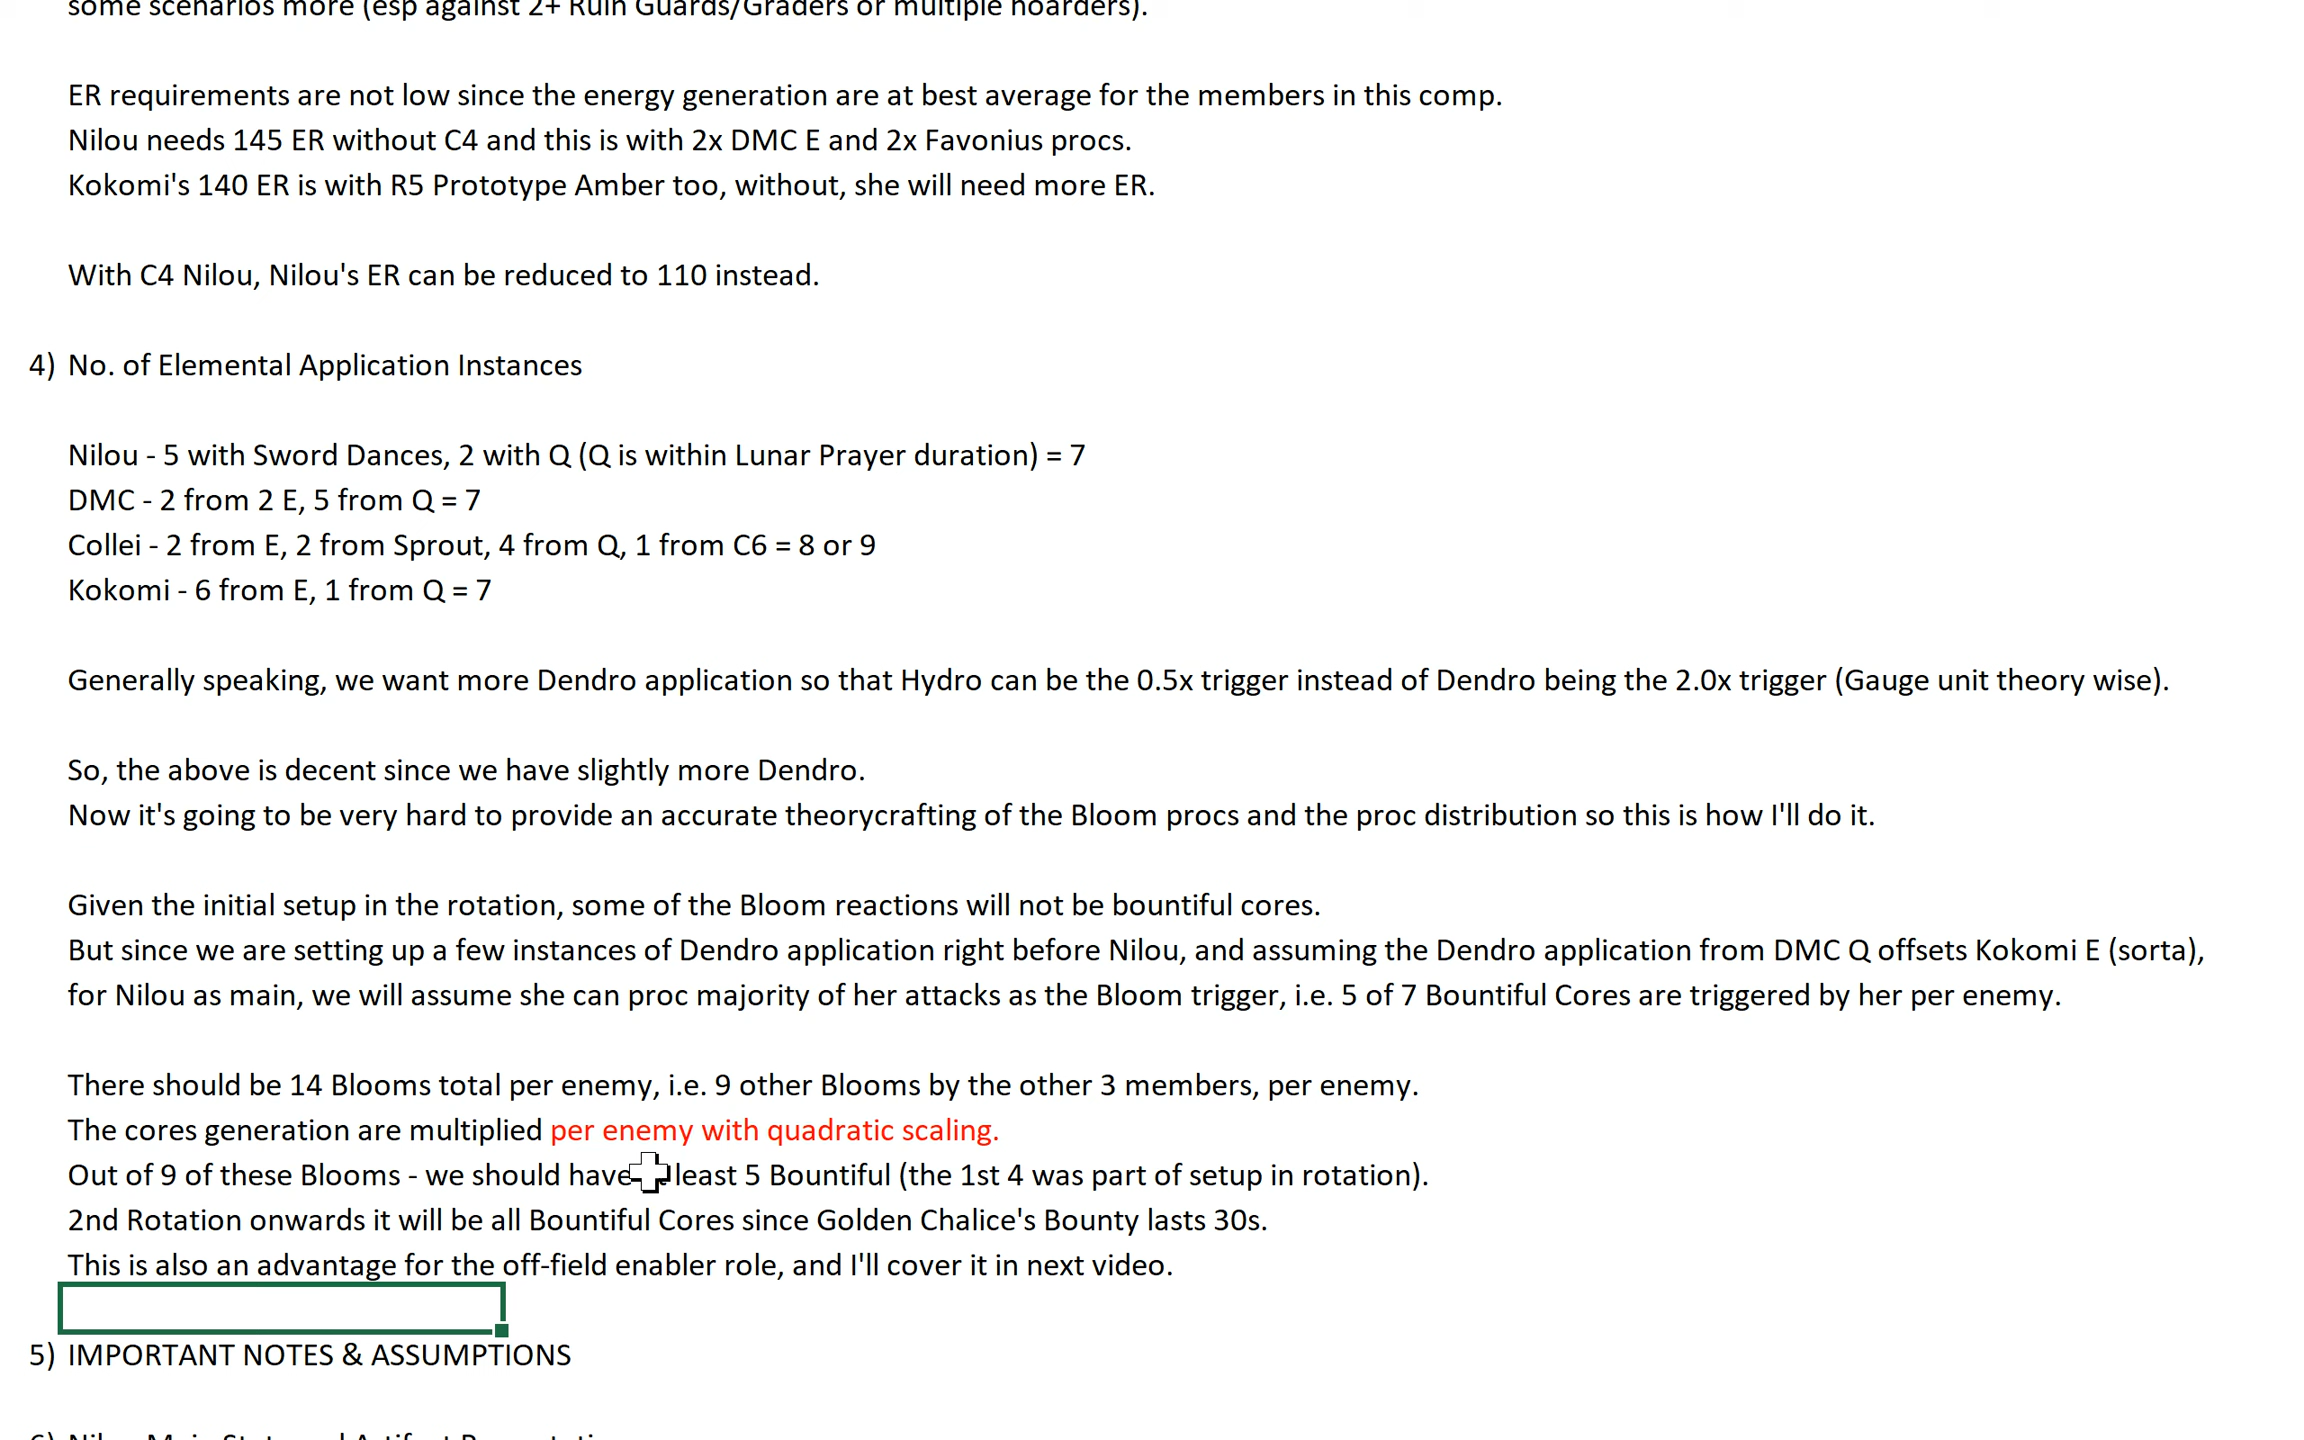 some scenarios more (esp against 2+ Ruin Guards/Graders or multiple hoarders).
ER requirements are not low since the energy generation are at best average for the members in this comp.
Nilou needs 145 ER without C4 and this is with 2x DMC E and 2x Favonius procs.
Kokomi's 140 ER is with R5 Prototype Amber too, without, she will need more ER.
With C4 Nilou, Nilou's ER can be reduced to 110 instead.
4) No. of Elemental Application Instances
Nilou - 5 with Sword Dances, 2 with Q (Q is within Lunar Prayer duration) = 7
DMC - 2 from 2 E, 5 from Q = 7
Collei - 2 from E, 2 from Sprout, 4 from Q, 1 from C6 = 8 or 9
Kokomi - 6 from E, 1 from Q = 7
Generally speaking, we want more Dendro application so that Hydro can be the 0.5x trigger instead of Dendro being the 2.0x trigger (Gauge unit theory wise).
So, the above is decent since we have slightly more Dendro.
Now it's going to be very hard to provide an accurate theorycrafting of the Bloom procs and the proc distribution so this is how I'll do it.
Given the initial setup in the rotation, some of the Bloom reactions will not be bountiful cores.
But since we are setting up a few instances of Dendro application right before Nilou, and assuming the Dendro application from DMC Q offsets Kokomi E (sorta),
for Nilou as main, we will assume she can proc majority of her attacks as the Bloom trigger, i.e. 5 of 7 Bountiful Cores are triggered by her per enemy.
There should be 14 Blooms total per enemy, i.e. 9 other Blooms by the other 3 members, per enemy.
The cores generation are multiplied per enemy with quadratic scaling.
Out of 9 of these Blooms - we should have least 5 Bountiful (the 1st 4 was part of setup in rotation).
2nd Rotation onwards it will be all Bountiful Cores since Golden Chalice's Bounty lasts 30s.
This is also an advantage for the off-field enabler role, and I'll cover it in next video.
5) IMPORTANT NOTES & ASSUMPTIONS